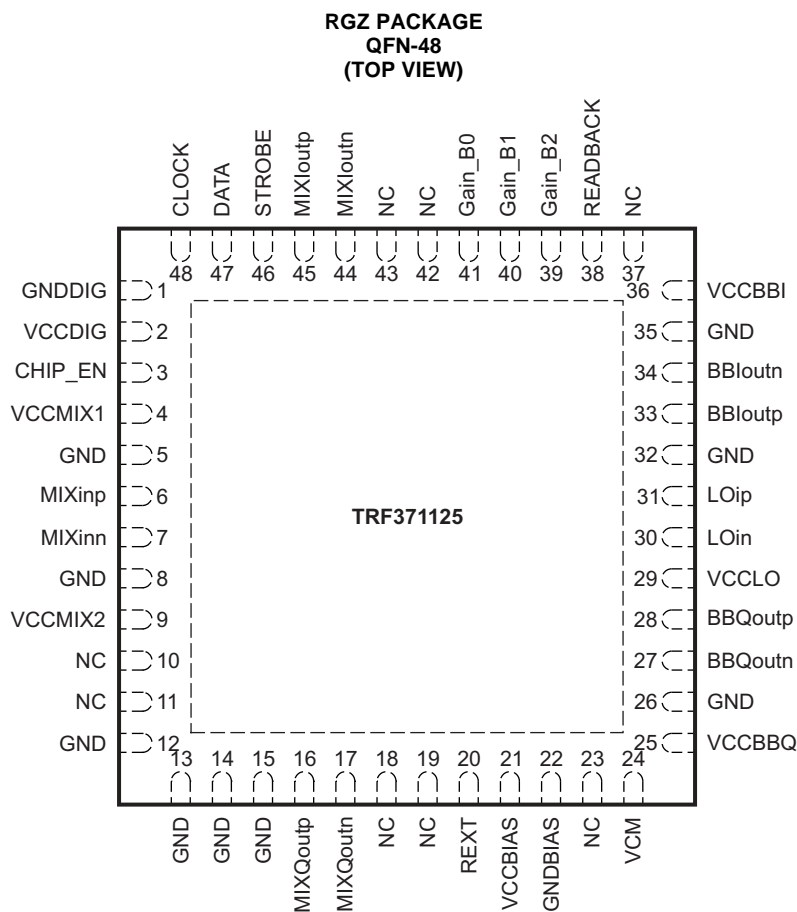 RGZ PACKAGE
QFN-48
(TOP VIEW)
CLOCK
DATA
STROBE
MIXIoutp
MIXIoutn
NC
NC
Gain_B0
Gain_B1
Gain_B2
READBACK
NC
48 47 46 45 44 43 42 41 40 39 38 37
GNDDIG 1
VCCDIG 2
CHIP_EN 3
VCCMIX1 4
GND 5
MIXinp 6
MIXinn 7
GND 8
VCCMIX2 9
NC 10
NC 11
GND 12
TRF371125
36 VCCBBI
35 GND
34 BBIoutn
33 BBIoutp
32 GND
31 LOip
30 LOin
29 VCCLO
28 BBQoutp
27 BBQoutn
26 GND
25 VCCBBQ
13 14 15 16 17 18 19 20 21 22 23 24
GND
GND
GND
MIXQoutp
MIXQoutn
NC
NC
REXT
VCCBIAS
GNDBIAS
NC
VCM